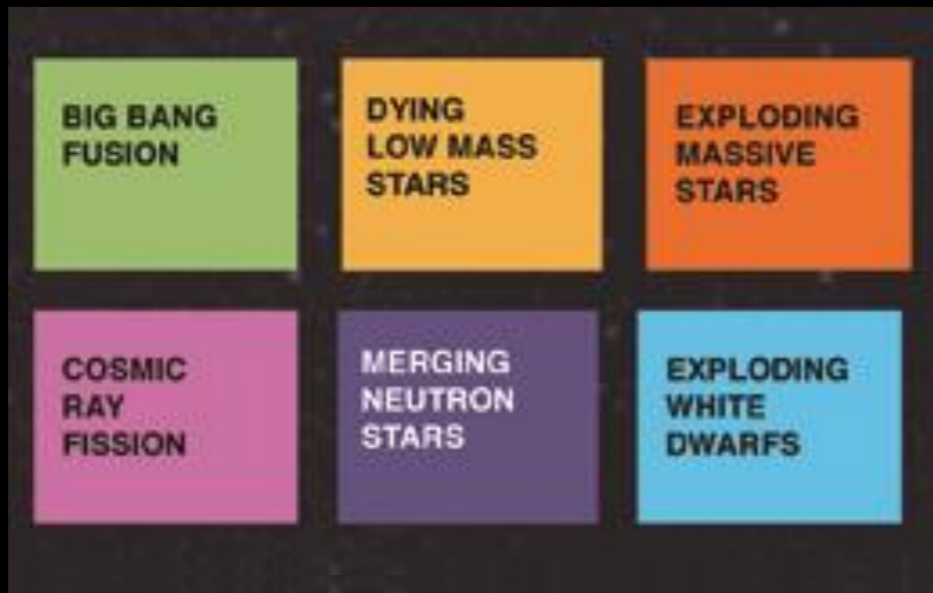 BIG BANG
FUSION
DYING
LOW MASS
STARS
EXPLODING
MASSIVE
STARS
COSMIC
RAY
FISSION
MERGING
NEUTRON
STARS
EXPLODING
WHITE
DWARFS